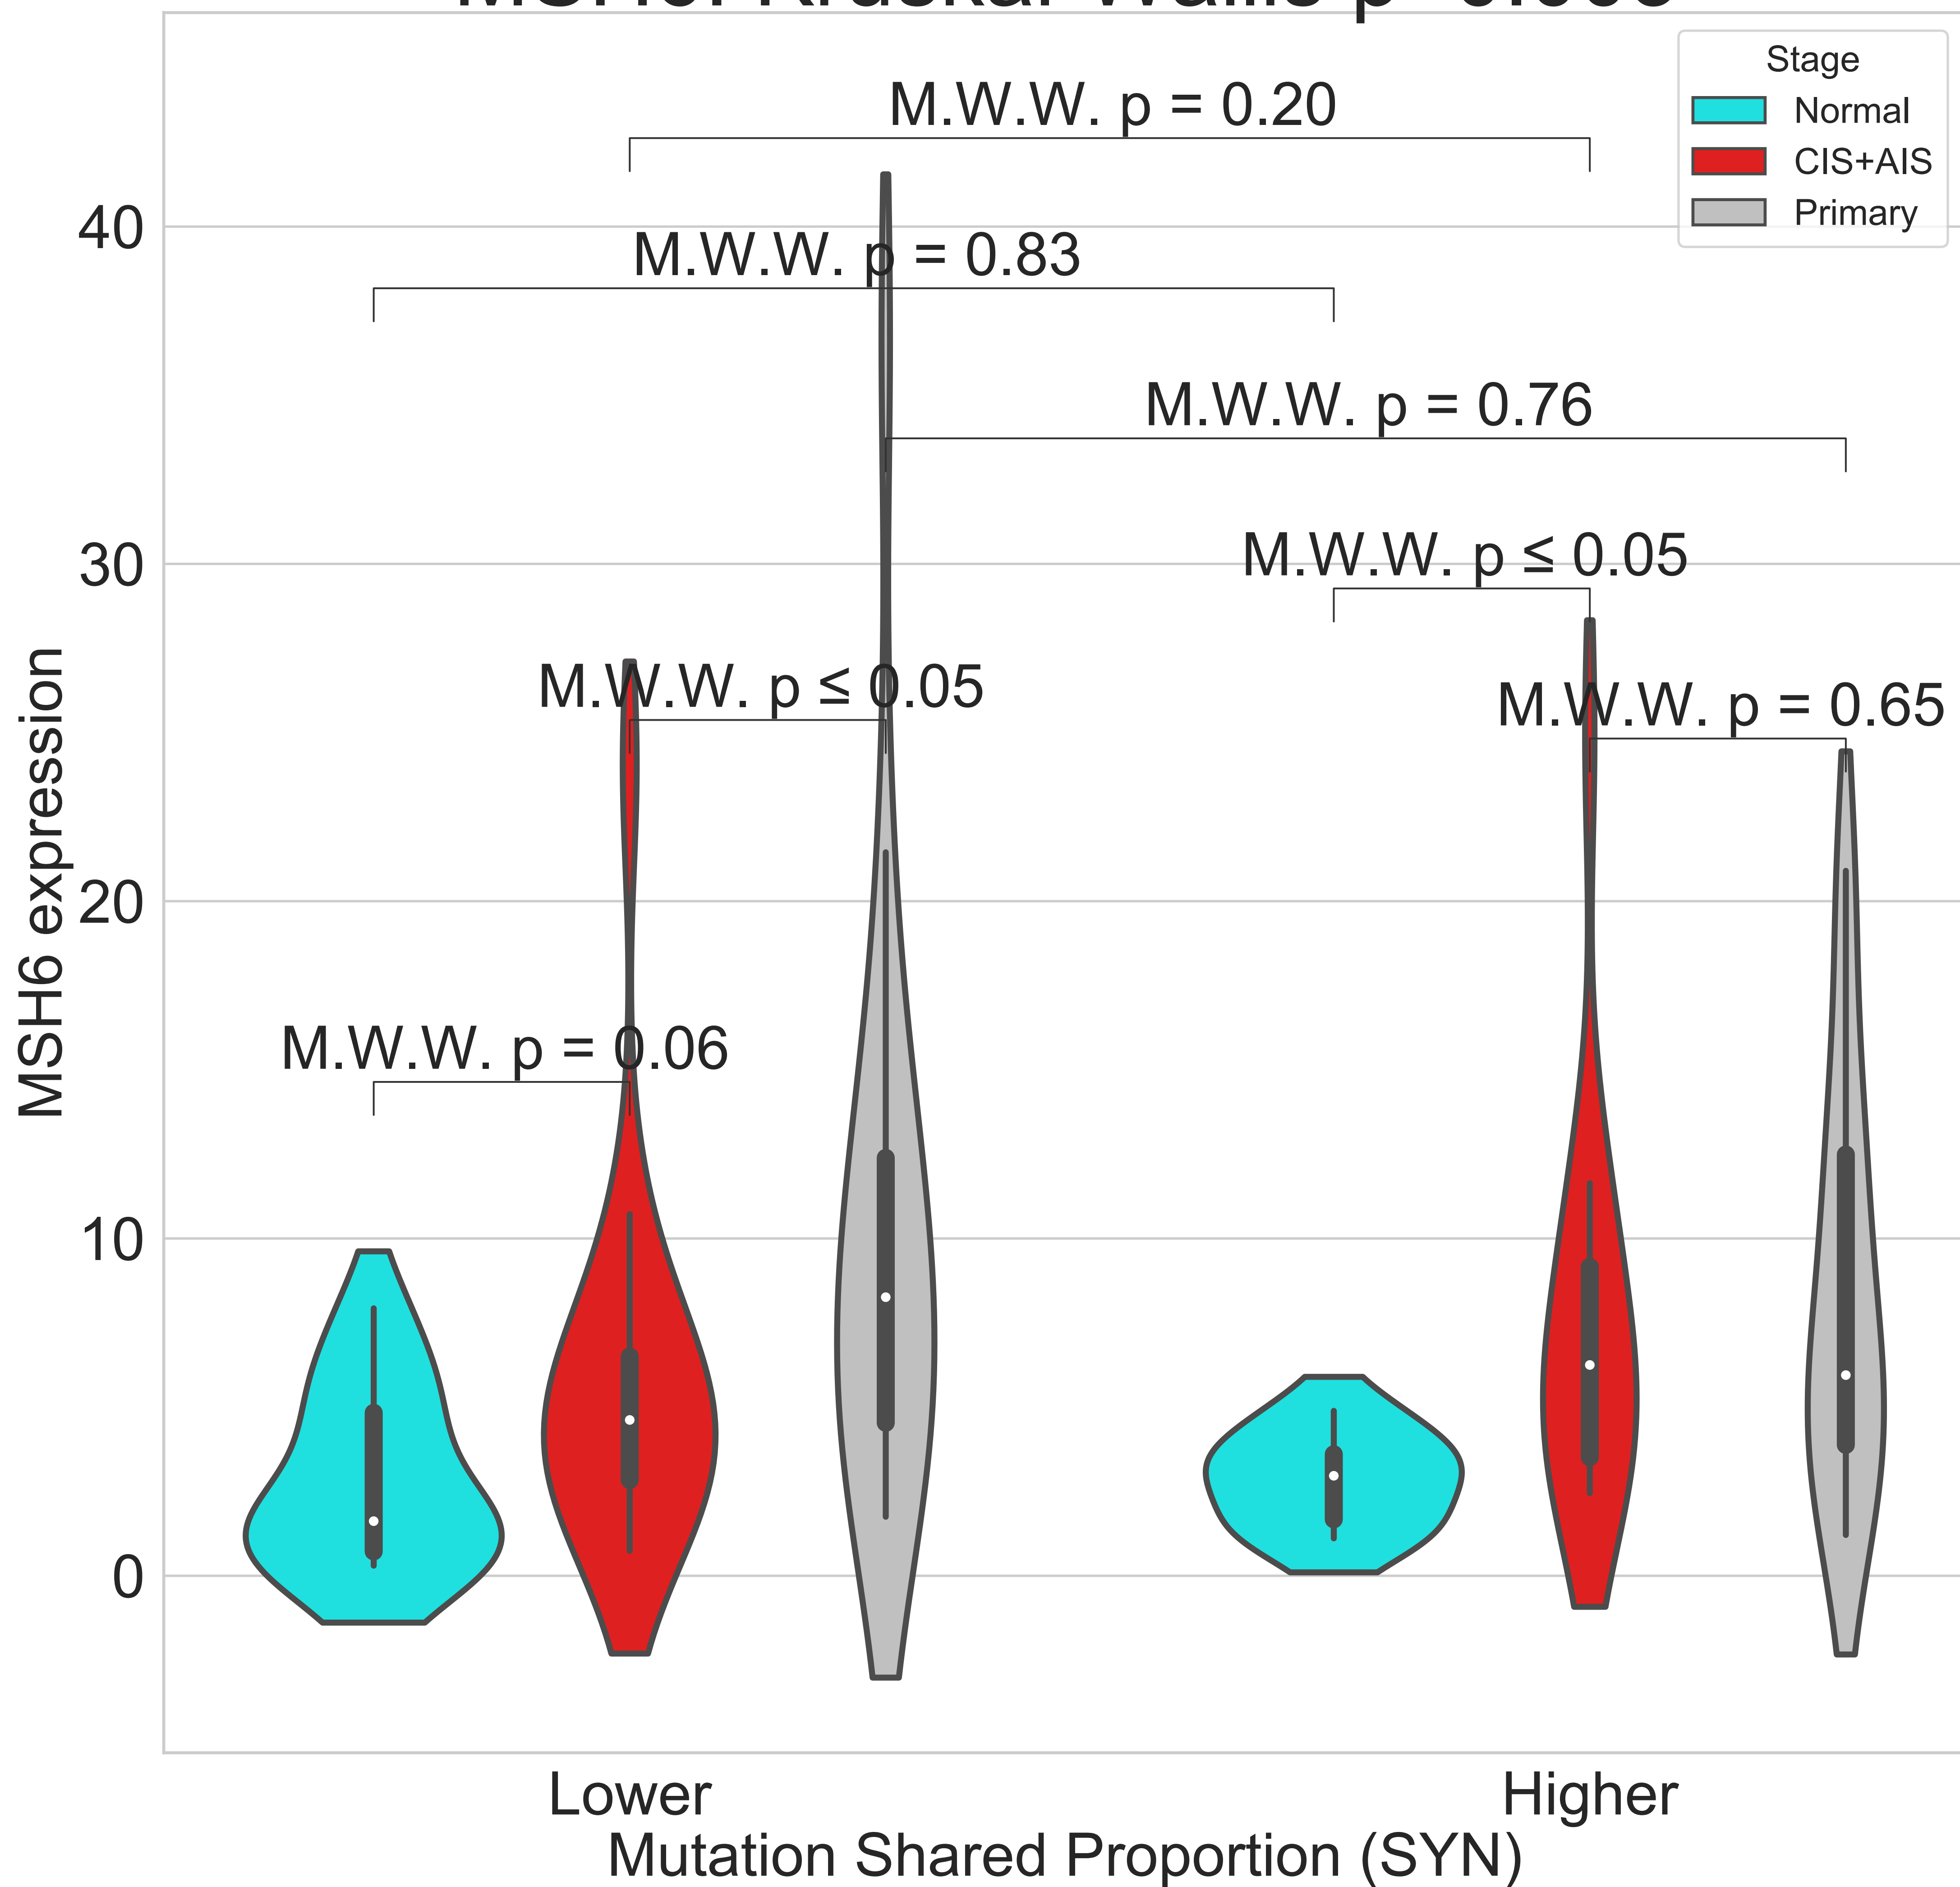 Stage
Normal
CIS+AIS
Primary
M.W.W. p = 0.20
M.W.W. p = 0.83
M.W.W. p = 0.76
M.W.W. p ≤ 0.05
M.W.W. p ≤ 0.05
M.W.W. p = 0.65
M.W.W. p = 0.06
40
30
20
10
0
MSH6 expression
Lower
Higher
Mutation Shared Proportion (SYN)